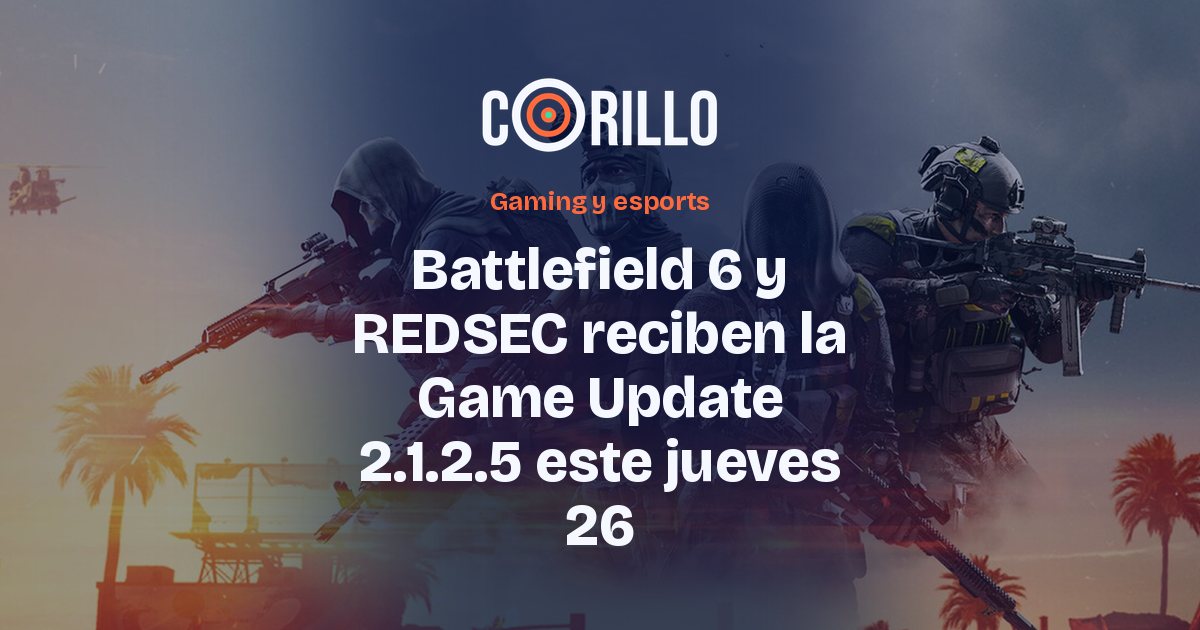 CORILLO
Gaming y esports
Battlefield 6 y
REDSEC reciben la
Game Update
2.1.2.5 este jueves
26